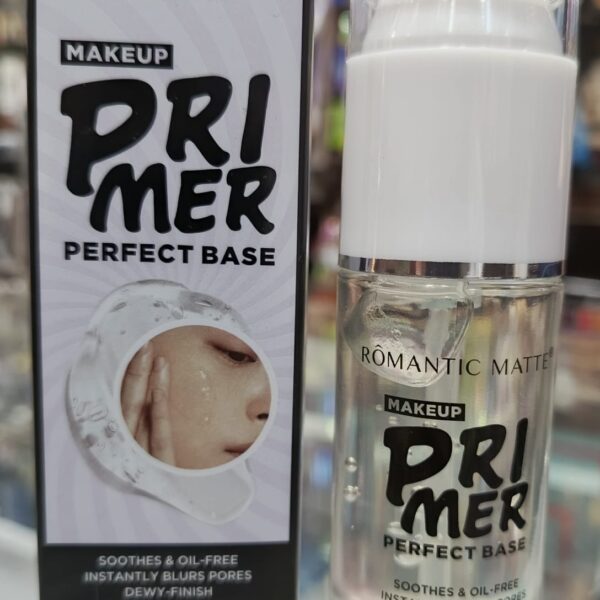 MAKEUP
PRI
MER
PERFECT BASE
SOOTHES & OIL-FREE
INSTANTLY BLURS PORES
DEWY-FINISH
RÔMANTIC MATTE®
MAKEUP
PRI
MER
PERFECT BASE
SOOTHES & OIL-FREE
PORES